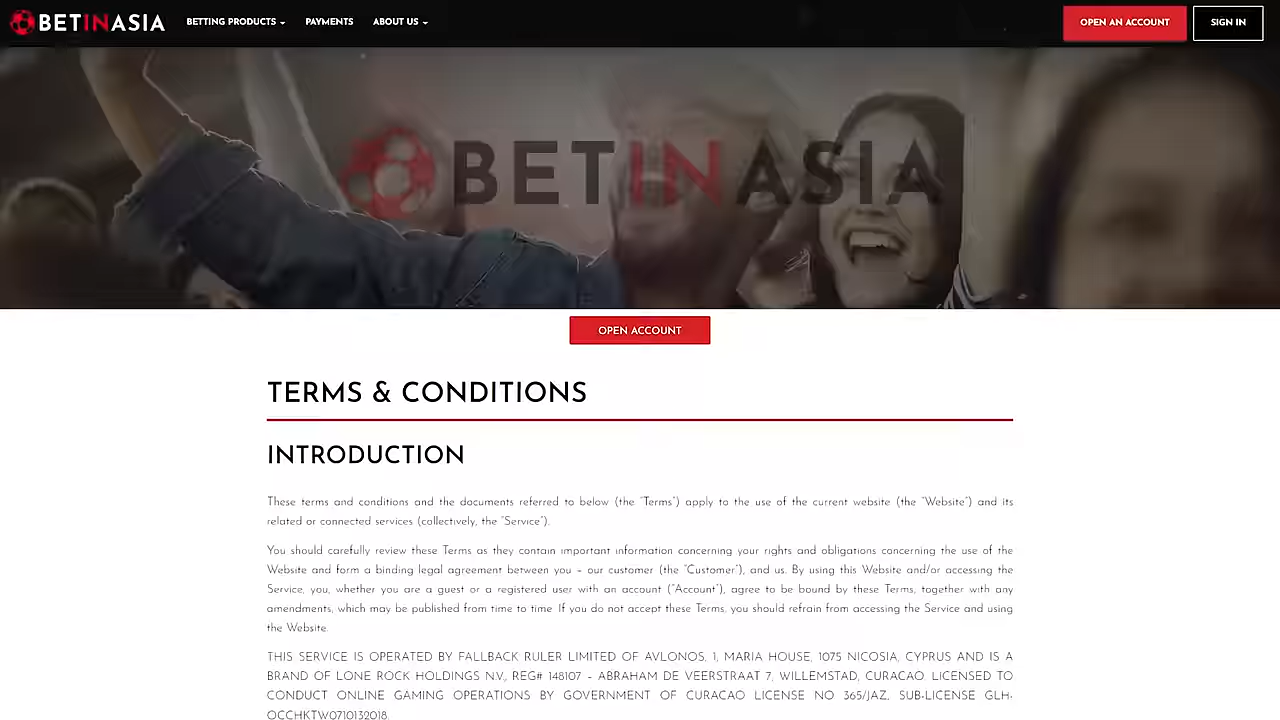 BETINASIA
BETTING PRODUCTS
PAYMENTS
ABOUT US
OPEN AN ACCOUNT
SIGN IN
BETINASIA
OPEN ACCOUNT
TERMS & CONDITIONS
INTRODUCTION
These terms and conditions and the documents referred to below (the "Terms") apply to the use of the current website (the "Website") and its
related or connected services (collectively, the "Service").
You should carefully review these Terms as they contain important information concerning your rights and obligations concerning the use of the
Website and form a binding legal agreement between you – our customer (the "Customer"), and us. By using this Website and/or accessing the
Service, you, whether you are a guest or a registered user with an account ("Account"), agree to be bound by these Terms, together with any
amendments, which may be published from time to time. If you do not accept these Terms, you should refrain from accessing the Service and using
the Website.
THIS SERVICE IS OPERATED BY FALLBACK RULER LIMITED OF AVLONOS, 1, MARIA HOUSE, 1075 NICOSIA, CYPRUS AND IS A
BRAND OF LONE ROCK HOLDINGS N.V., REG# 148107 – ABRAHAM DE VEERSTRAAT 7, WILLEMSTAD, CURACAO. LICENSED TO
CONDUCT ONLINE GAMING OPERATIONS BY GOVERNMENT OF CURACAO LICENSE NO 365/JAZ, SUB-LICENSE GLH-
OCCHKTW0710132018.